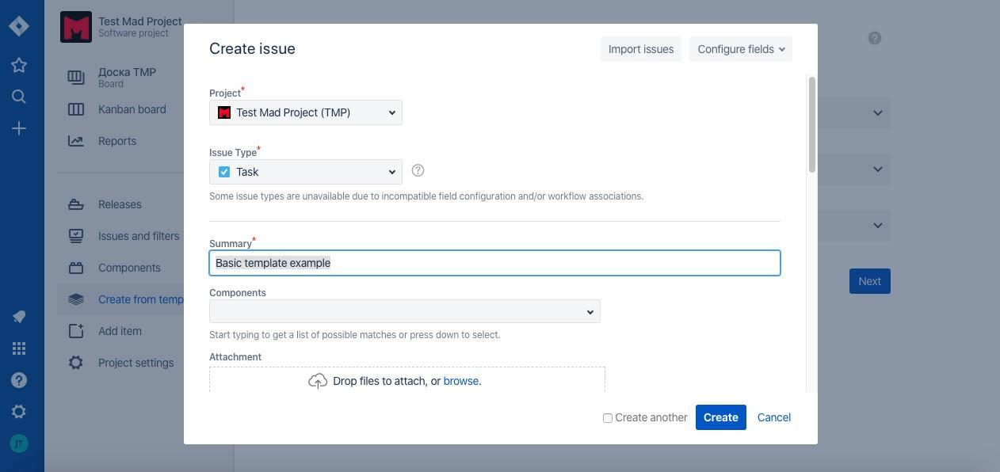 Test Mad Project
Software project
Доска TMP
Board
Kanban board
Reports
Releases
Issues and filters
Components
Create from temp
Add item
Project settings
JT
Create issue
Import issues
Configure fields
?
Project*
Test Mad Project (TMP)
Issue Type*
Task
?
Some issue types are unavailable due to incompatible field configuration and/or workflow associations.
Summary*
Basic template example
Components
Start typing to get a list of possible matches or press down to select.
Attachment
Drop files to attach, or browse.
Create another
Create
Cancel
Next
?